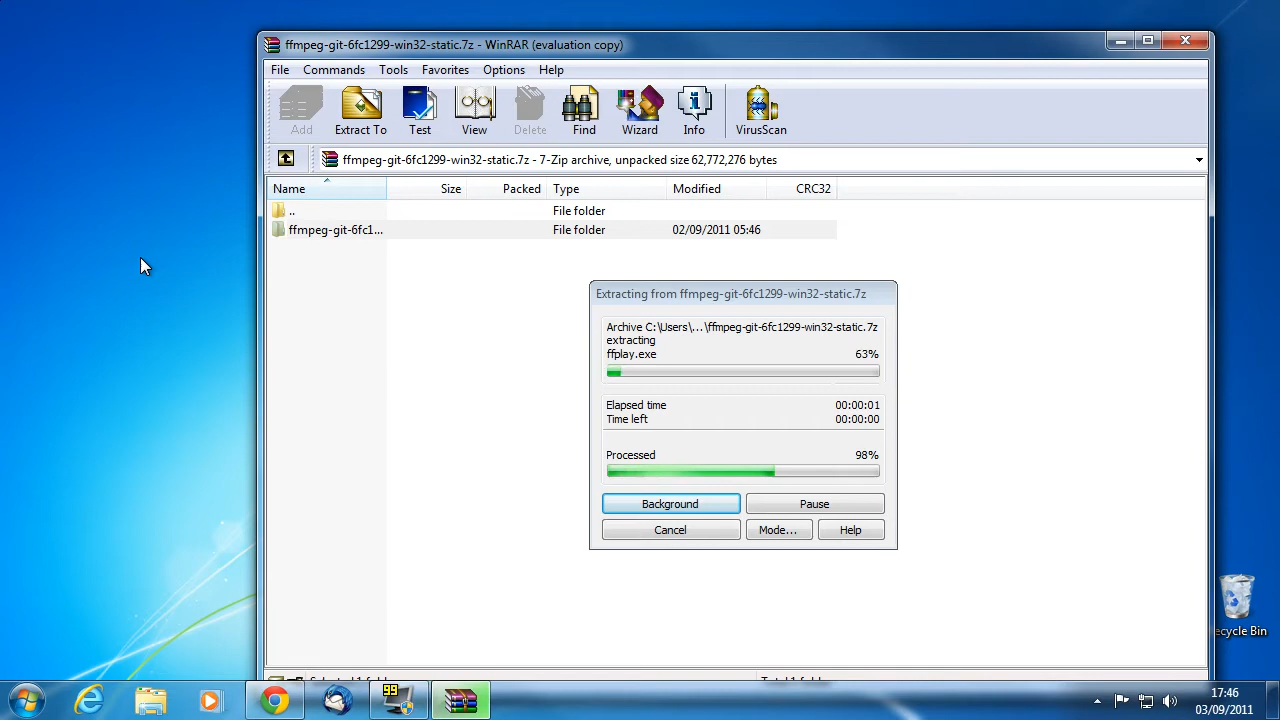 ffmpeg-git-6fc1299-win32-static.7z - WinRAR (evaluation copy)
File Commands Tools Favorites Options Help
Add Extract To Test View Delete Find Wizard Info VirusScan
ffmpeg-git-6fc1299-win32-static.7z - 7-Zip archive, unpacked size 62,772,276 bytes
Name Size Packed Type Modified CRC32
.. File folder
ffmpeg-git-6fc1... File folder 02/09/2011 05:46
Extracting from ffmpeg-git-6fc1299-win32-static.7z
Archive C:\Users\...\ffmpeg-git-6fc1299-win32-static.7z
extracting
ffplay.exe 63%
Elapsed time 00:00:01
Time left 00:00:00
Processed 98%
Background Pause
Cancel Mode... Help
ecycle Bin
99
17:46
03/09/2011